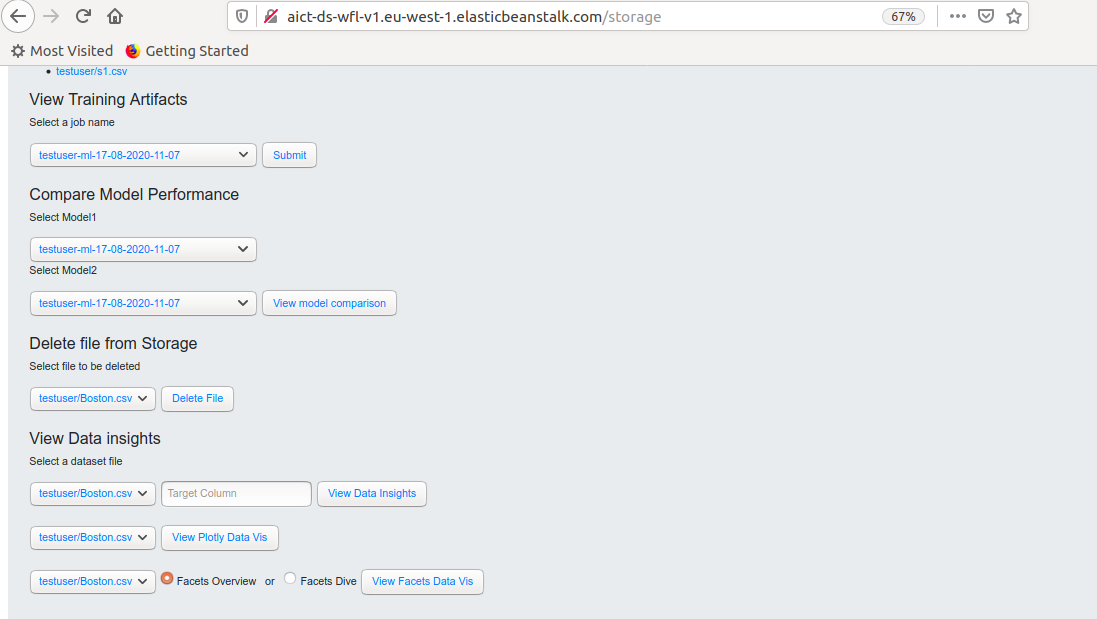 aict-ds-wfl-v1.eu-west-1.elasticbeanstalk.com/storage 67%
Most Visited Getting Started
testuser/s1.csv
View Training Artifacts
Select a job name
testuser-ml-17-08-2020-11-07 Submit
Compare Model Performance
Select Model1
testuser-ml-17-08-2020-11-07
Select Model2
testuser-ml-17-08-2020-11-07 View model comparison
Delete file from Storage
Select file to be deleted
testuser/Boston.csv Delete File
View Data insights
Select a dataset file
testuser/Boston.csv Target Column View Data Insights
testuser/Boston.csv View Plotly Data Vis
testuser/Boston.csv Facets Overview or Facets Dive View Facets Data Vis